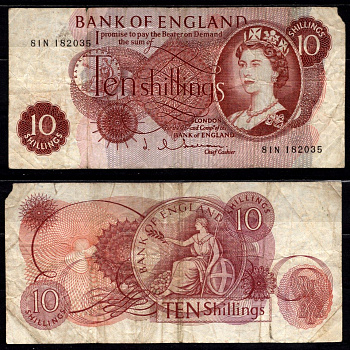 BANK OF ENGLAND
81N 182035
I promise to pay the Bearer on Demand
the sum of
10
SHILLINGS
Ten shillings
LONDON
For the Gov.r and Comp.a of the
BANK OF ENGLAND
10
SHILLINGS
Chief Cashier
81N 182035
BANK OF ENGLAND
10
SHILLINGS
10
SHILLINGS
TEN Shillings